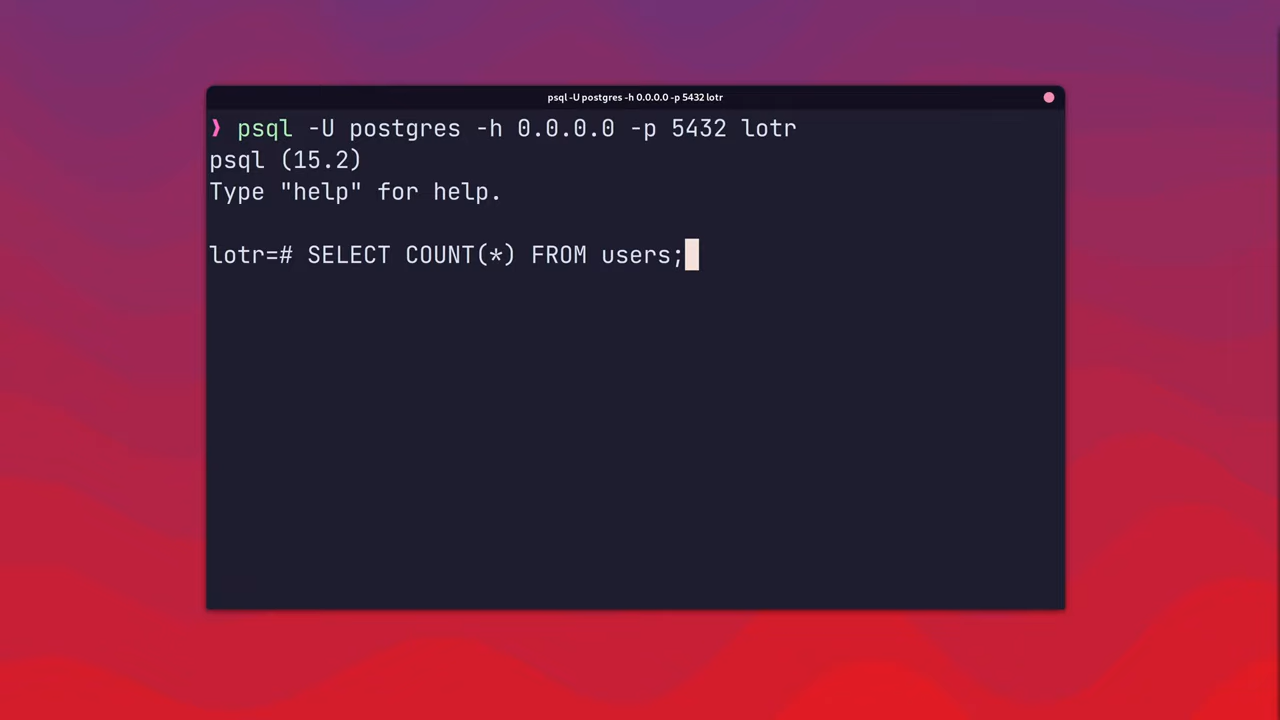 psql -U postgres -h 0.0.0.0 -p 5432 lotr
❫ psql -U postgres -h 0.0.0.0 -p 5432 lotr
psql (15.2)
Type "help" for help.
lotr=# SELECT COUNT(*) FROM users;